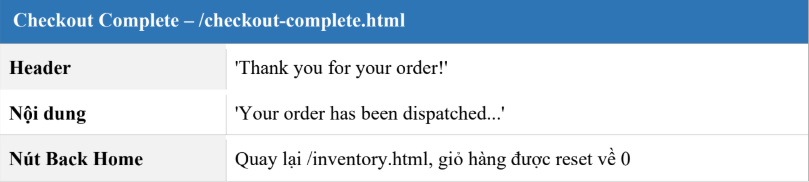 Checkout Complete – /checkout-complete.html
Header 'Thank you for your order!'
Nội dung 'Your order has been dispatched...'
Nút Back Home Quay lại /inventory.html, giỏ hàng được reset về 0